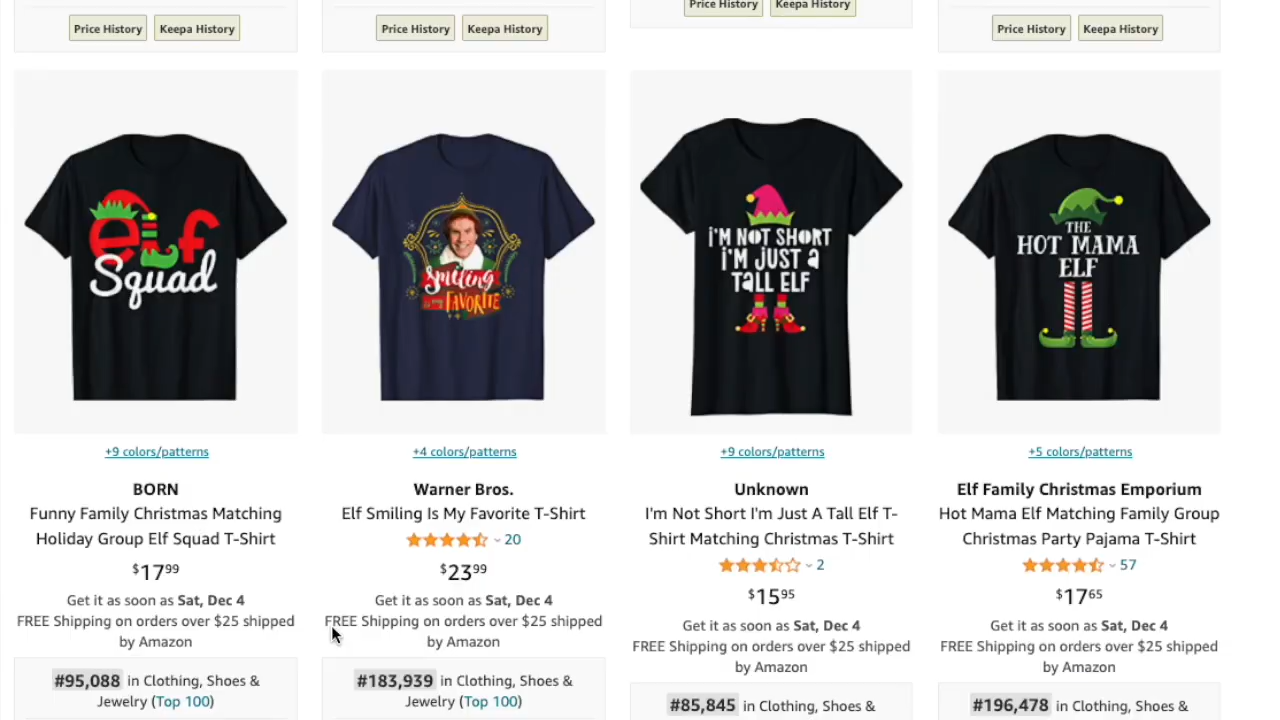 Price History Keepa History
Price History Keepa History
Price History Keepa History
Price History Keepa History
elf
Squad
+9 colors/patterns
BORN
Funny Family Christmas Matching
Holiday Group Elf Squad T-Shirt
$17.99
Get it as soon as Sat, Dec 4
FREE Shipping on orders over $25 shipped
by Amazon
#95,088 in Clothing, Shoes &
Jewelry (Top 100)
Smiling
FAVORITE
+4 colors/patterns
Warner Bros.
Elf Smiling Is My Favorite T-Shirt
20
$23.99
Get it as soon as Sat, Dec 4
FREE Shipping on orders over $25 shipped
by Amazon
#183,939 in Clothing, Shoes &
Jewelry (Top 100)
I'M NOT SHORT
I'M JUST A
TALL ELF
+9 colors/patterns
Unknown
I'm Not Short I'm Just A Tall Elf T-
Shirt Matching Christmas T-Shirt
2
$15.95
Get it as soon as Sat, Dec 4
FREE Shipping on orders over $25 shipped
by Amazon
#85,845 in Clothing, Shoes &
THE
HOT MAMA
ELF
+5 colors/patterns
Elf Family Christmas Emporium
Hot Mama Elf Matching Family Group
Christmas Party Pajama T-Shirt
57
$17.65
Get it as soon as Sat, Dec 4
FREE Shipping on orders over $25 shipped
by Amazon
#196,478 in Clothing, Shoes &